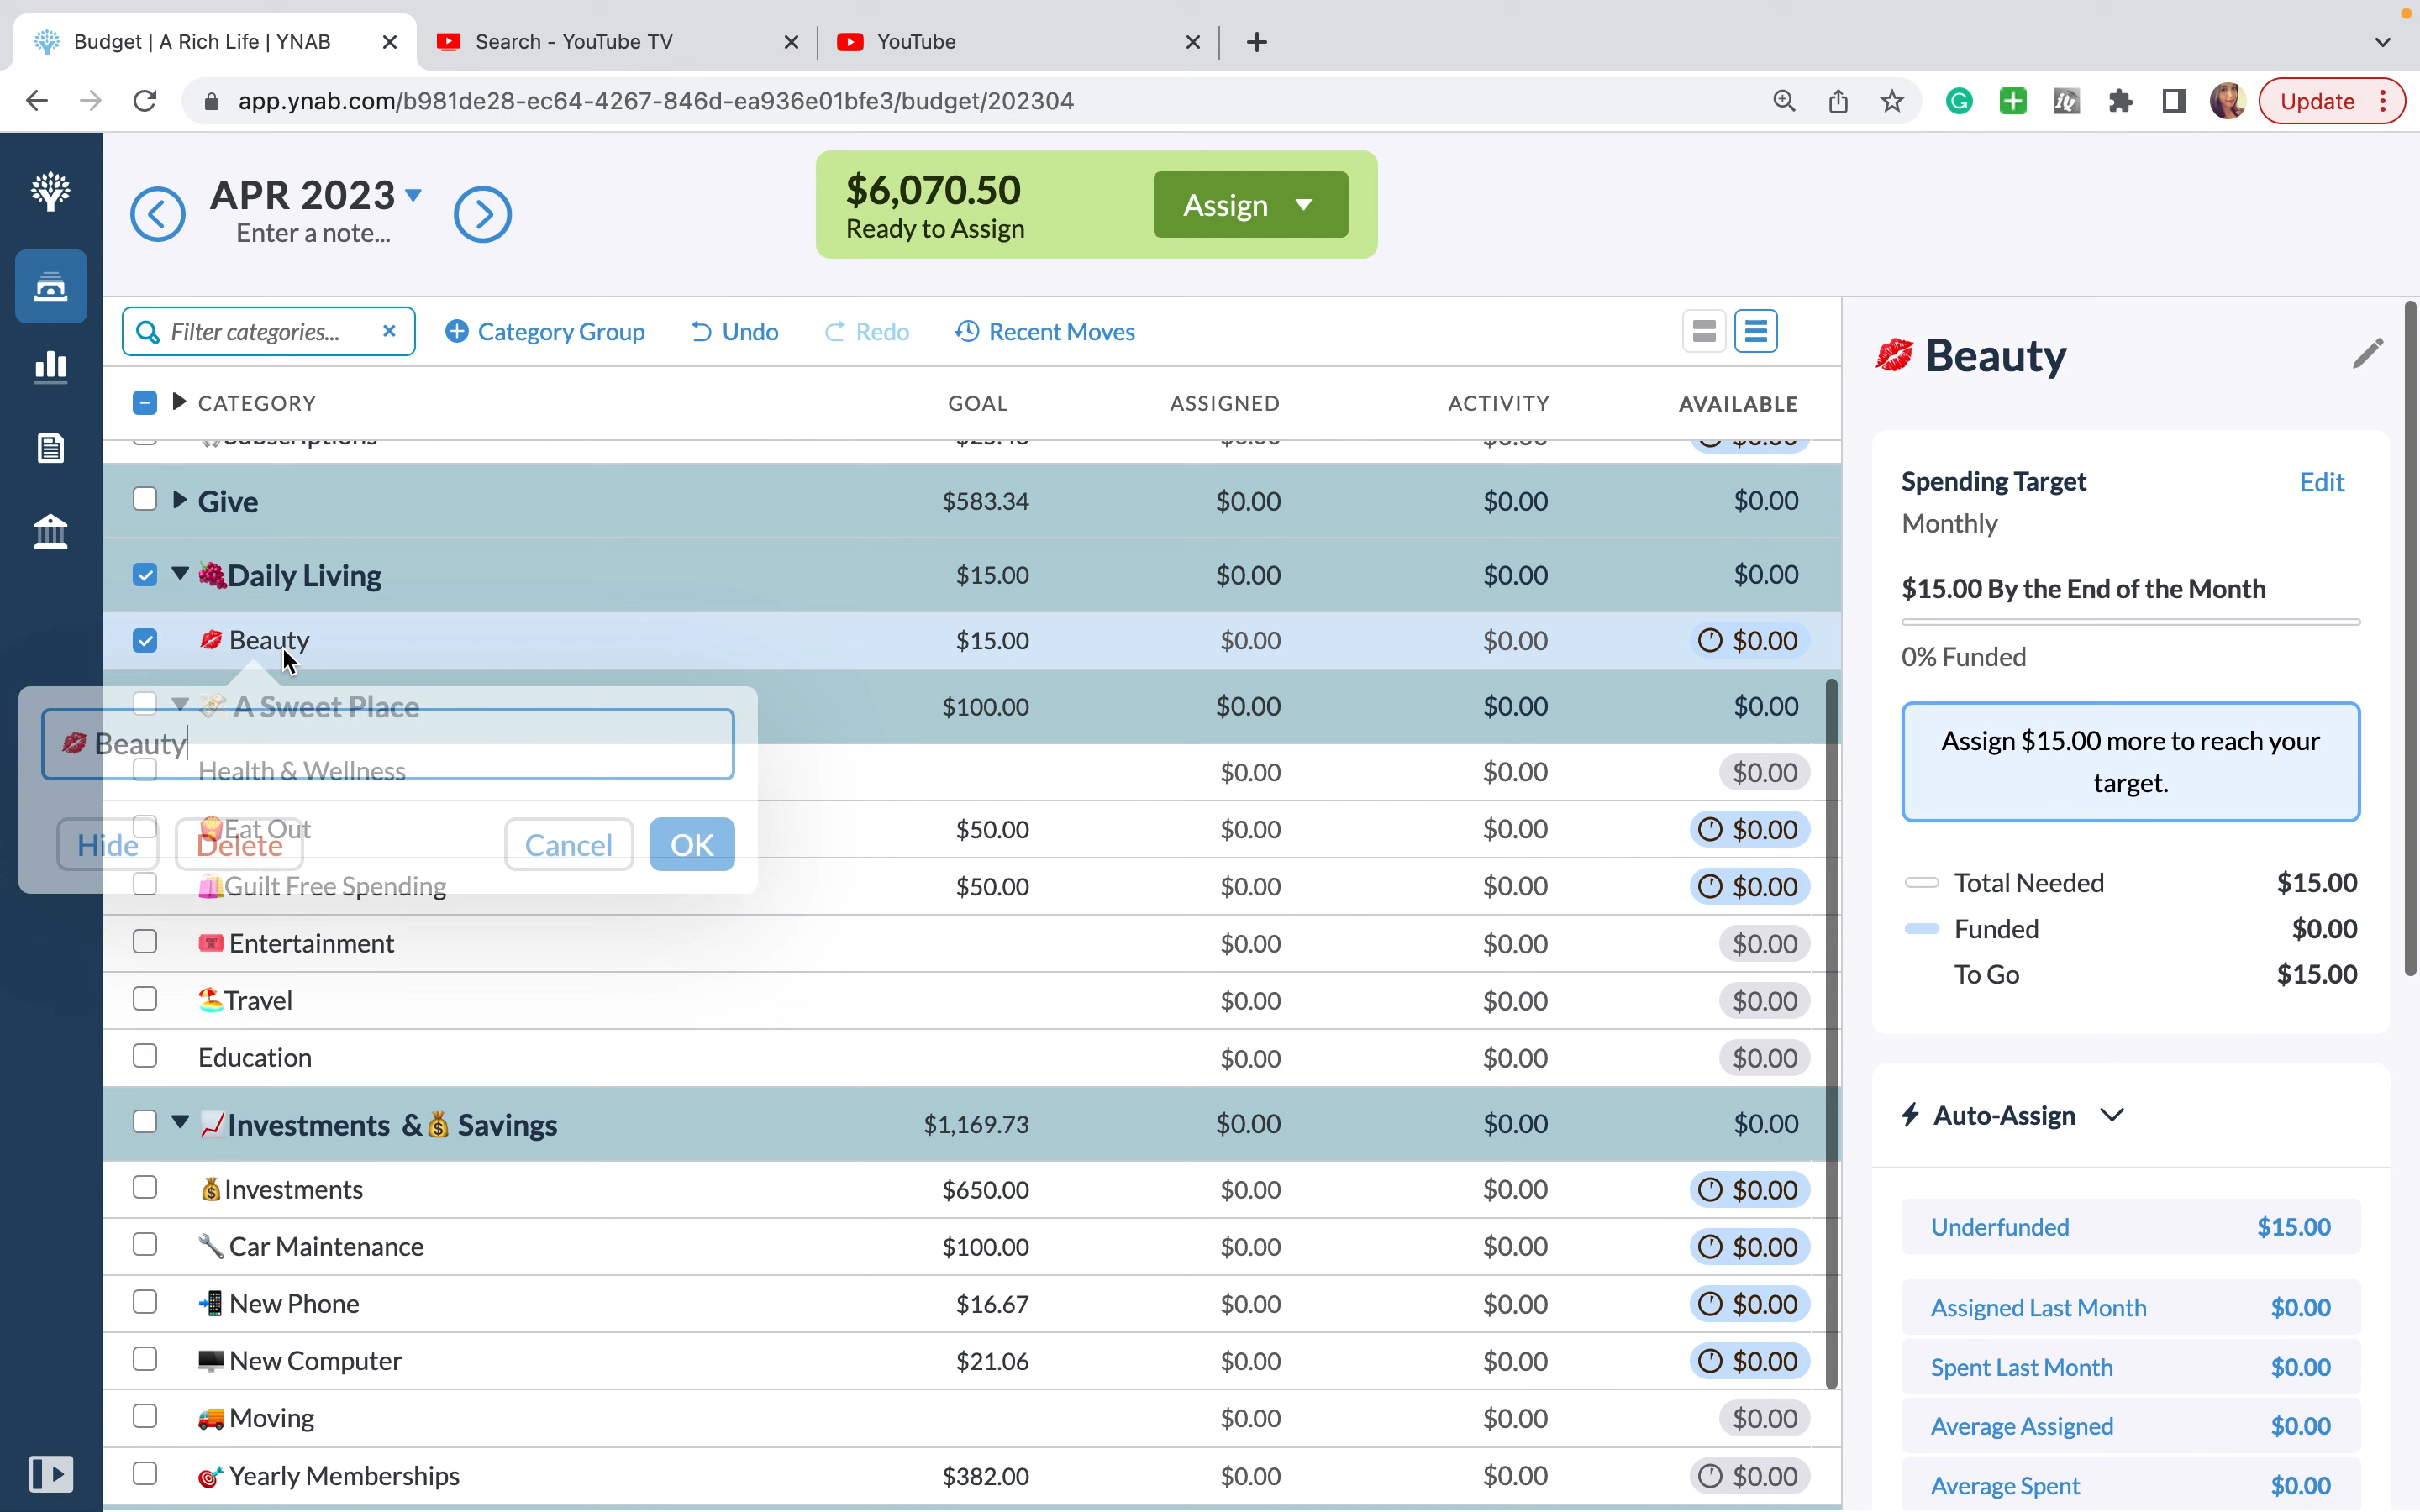 Budget | A Rich Life | YNAB
Search - YouTube TV
YouTube
app.ynab.com/b981de28-ec64-4267-846d-ea936e01bfe3/budget/202304
Update
APR 2023
Enter a note...
$6,070.50
Ready to Assign
Assign
Filter categories...
Category Group
Undo
Redo
Recent Moves
CATEGORY GOAL ASSIGNED ACTIVITY AVAILABLE
Subscriptions
Give $583.34 $0.00 $0.00 $0.00
🍇Daily Living $15.00 $0.00 $0.00 $0.00
💋 Beauty $15.00 $0.00 $0.00 $0.00
💸 A Sweet Place $100.00 $0.00 $0.00 $0.00
💋 Beauty
Health & Wellness $0.00 $0.00 $0.00
🍟Eat Out $50.00 $0.00 $0.00 $0.00
Hide Delete Cancel OK
🛍️Guilt Free Spending $50.00 $0.00 $0.00 $0.00
🎟️Entertainment $0.00 $0.00 $0.00
🏖️Travel $0.00 $0.00 $0.00
Education $0.00 $0.00 $0.00
📈Investments &💰 Savings $1,169.73 $0.00 $0.00 $0.00
💰Investments $650.00 $0.00 $0.00 $0.00
🔧Car Maintenance $100.00 $0.00 $0.00 $0.00
📲New Phone $16.67 $0.00 $0.00 $0.00
🖥️New Computer $21.06 $0.00 $0.00 $0.00
🚚Moving $0.00 $0.00 $0.00
🎯Yearly Memberships $382.00 $0.00 $0.00 $0.00
💋 Beauty
Spending Target Edit
Monthly
$15.00 By the End of the Month
0% Funded
Assign $15.00 more to reach your
target.
Total Needed $15.00
Funded $0.00
To Go $15.00
Auto-Assign
Underfunded $15.00
Assigned Last Month $0.00
Spent Last Month $0.00
Average Assigned $0.00
Average Spent $0.00